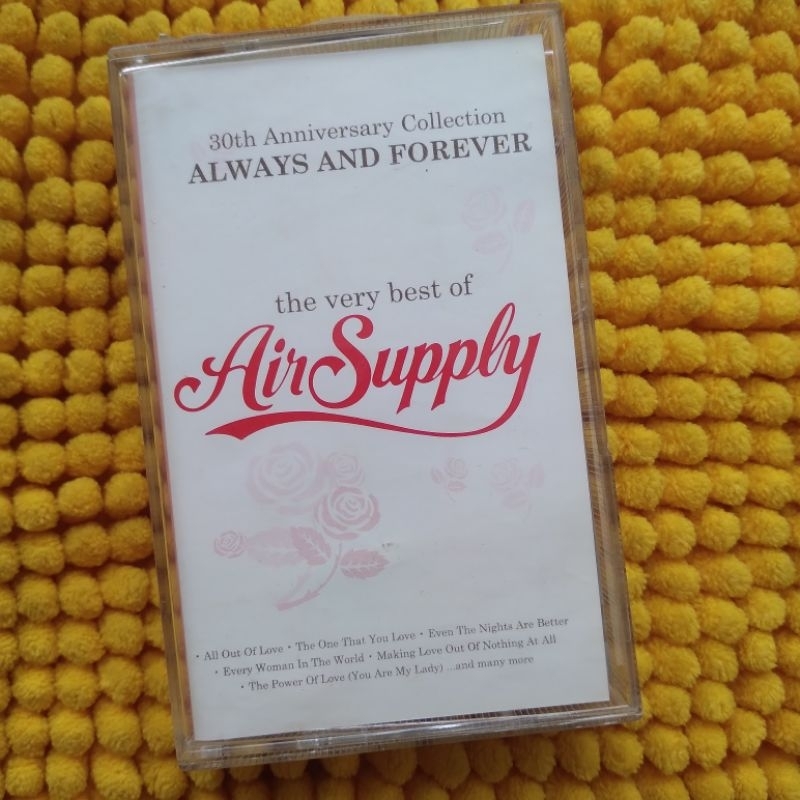 30th Anniversary Collection
ALWAYS AND FOREVER
the very best of
Air Supply
• All Out Of Love • The One That You Love • Even The Nights Are Better
• Every Woman In The World • Making Love Out Of Nothing At All
• The Power Of Love (You Are My Lady) ...and many more